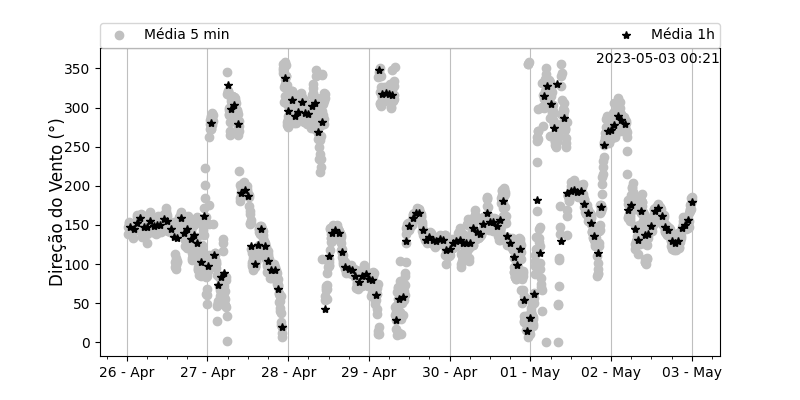 Média 5 min
Média 1h
2023-05-03 00:21
Direção do Vento (°)
350
300
250
200
150
100
50
0
26 - Apr
27 - Apr
28 - Apr
29 - Apr
30 - Apr
01 - May
02 - May
03 - May